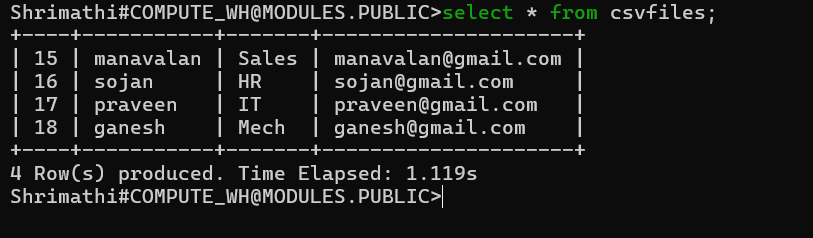 Shrimathi#COMPUTE_WH@MODULES.PUBLIC>select * from csvfiles;
+----+-----------+-------+---------------------+
| 15 | manavalan | Sales | manavalan@gmail.com |
| 16 | sojan     | HR    | sojan@gmail.com     |
| 17 | praveen   | IT    | praveen@gmail.com   |
| 18 | ganesh    | Mech  | ganesh@gmail.com    |
+----+-----------+-------+---------------------+
4 Row(s) produced. Time Elapsed: 1.119s
Shrimathi#COMPUTE_WH@MODULES.PUBLIC>